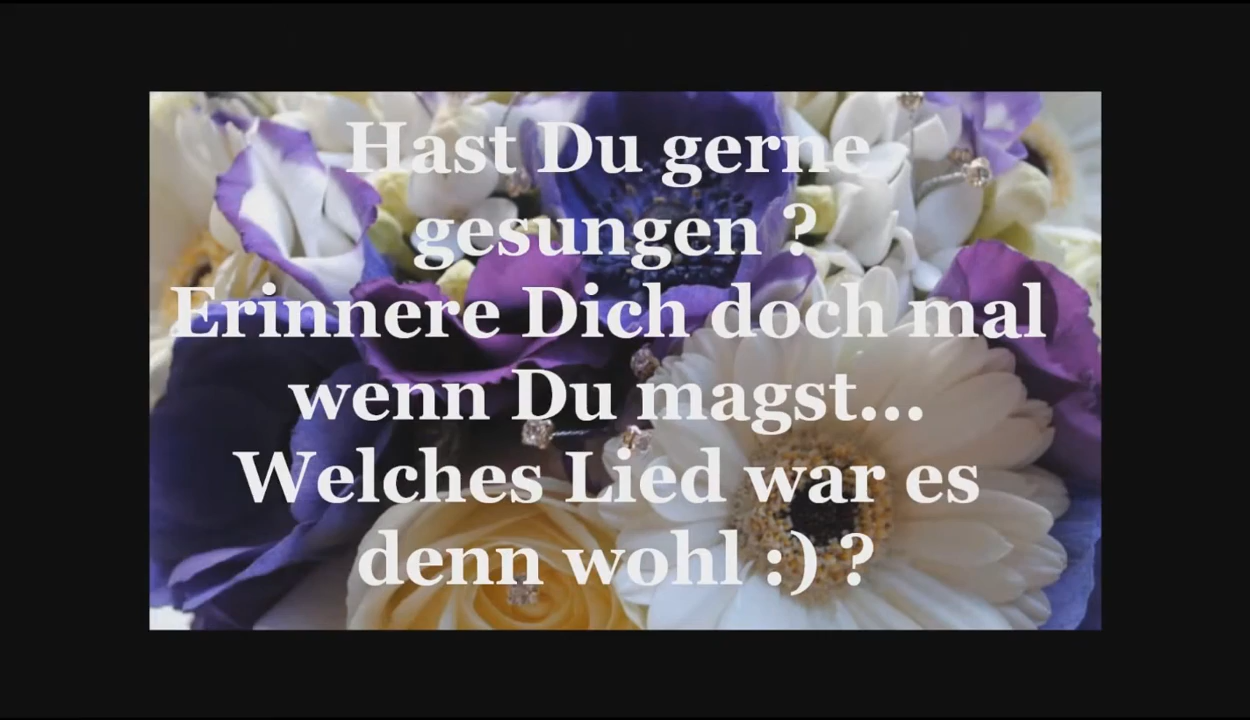 Hast Du gerne
gesungen ?
Erinnere Dich doch mal
wenn Du magst...
Welches Lied war es
denn wohl :) ?